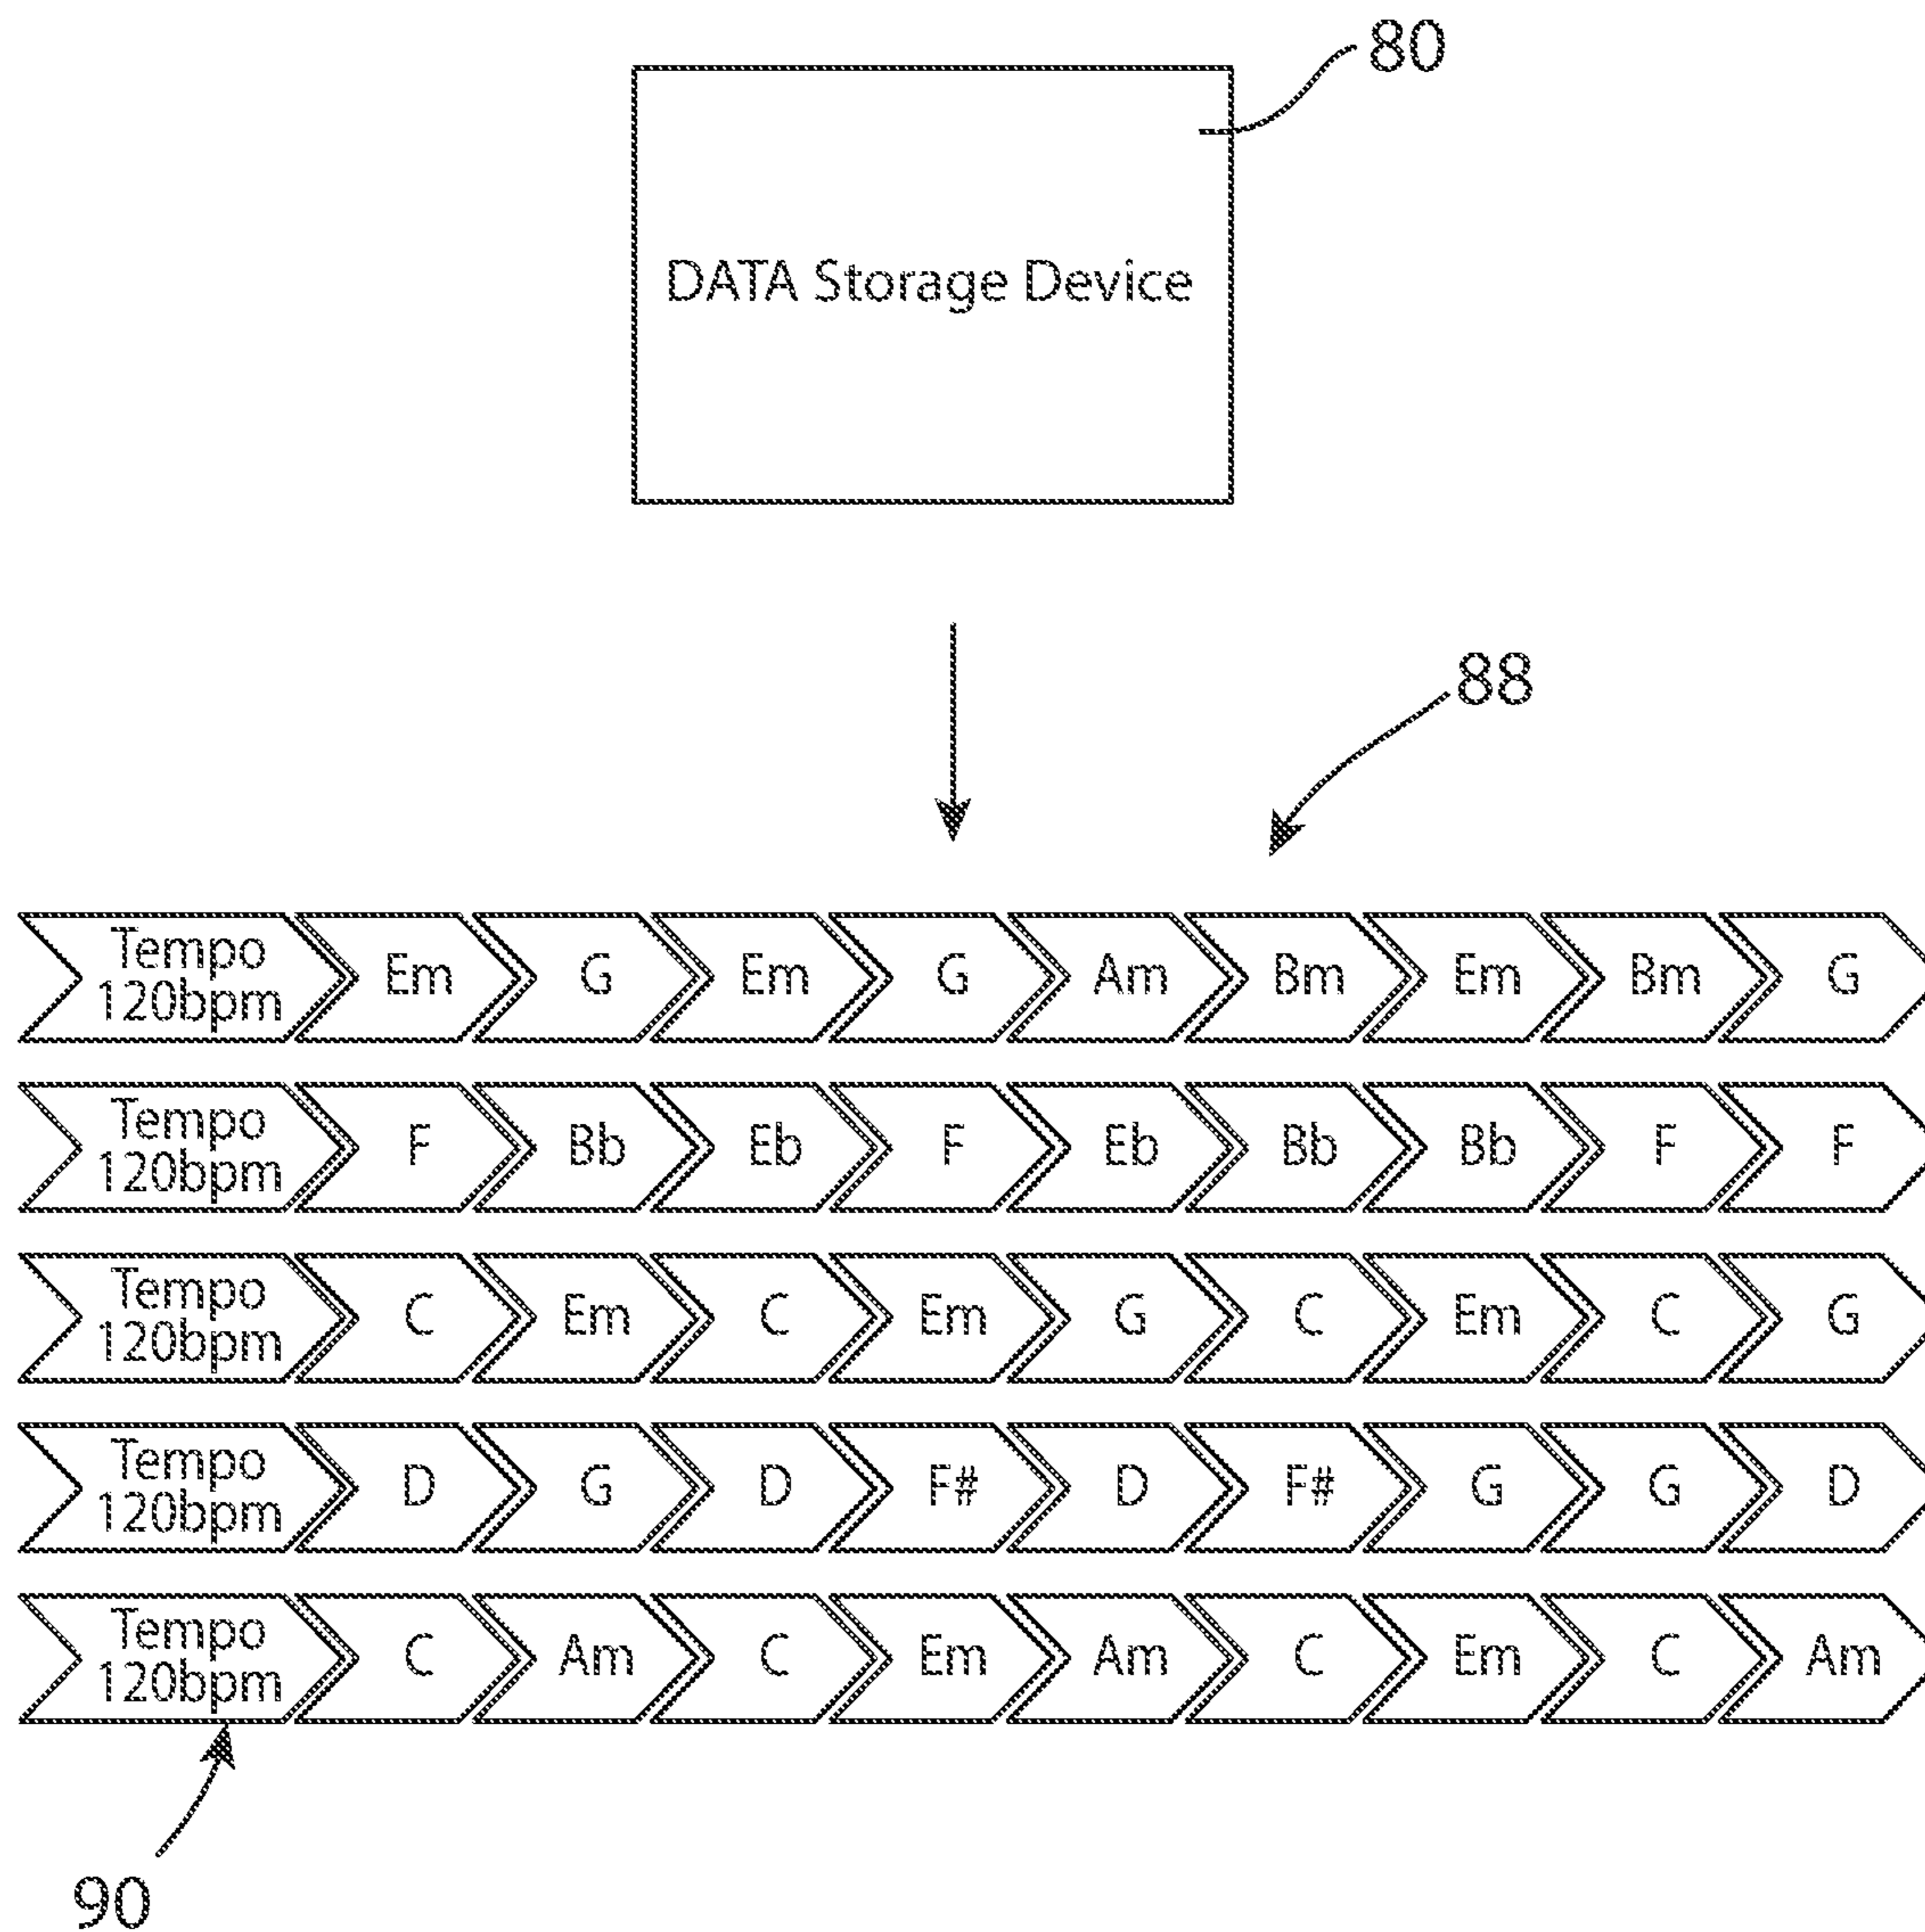 80
DATA Storage Device
88
Tempo
120bpm
Em G Em G Am Bm Em Bm G
Tempo
120bpm
F Bb Eb F Eb Bb Bb F F
Tempo
120bpm
C Em C Em G C Em C G
Tempo
120bpm
D G D F# D F# G G D
Tempo
120bpm
C Am C Em Am C Em C Am
90